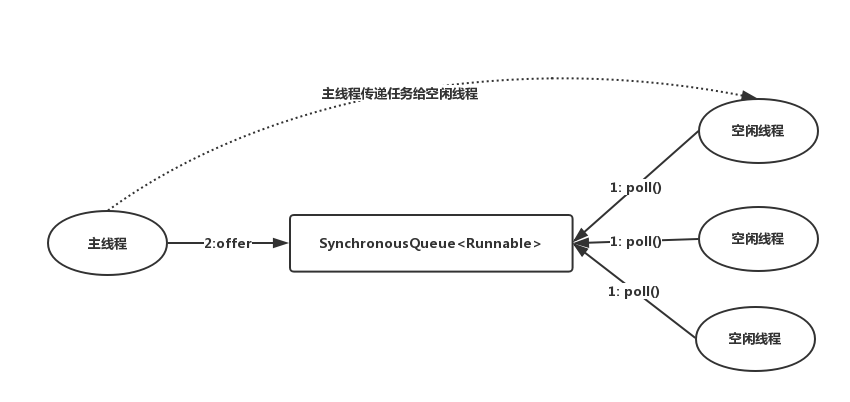 主线程传递任务给空闲线程
空闲线程
1: poll()
主线程
2:offer
SynchronousQueue<Runnable>
1: poll()
空闲线程
1: poll()
空闲线程